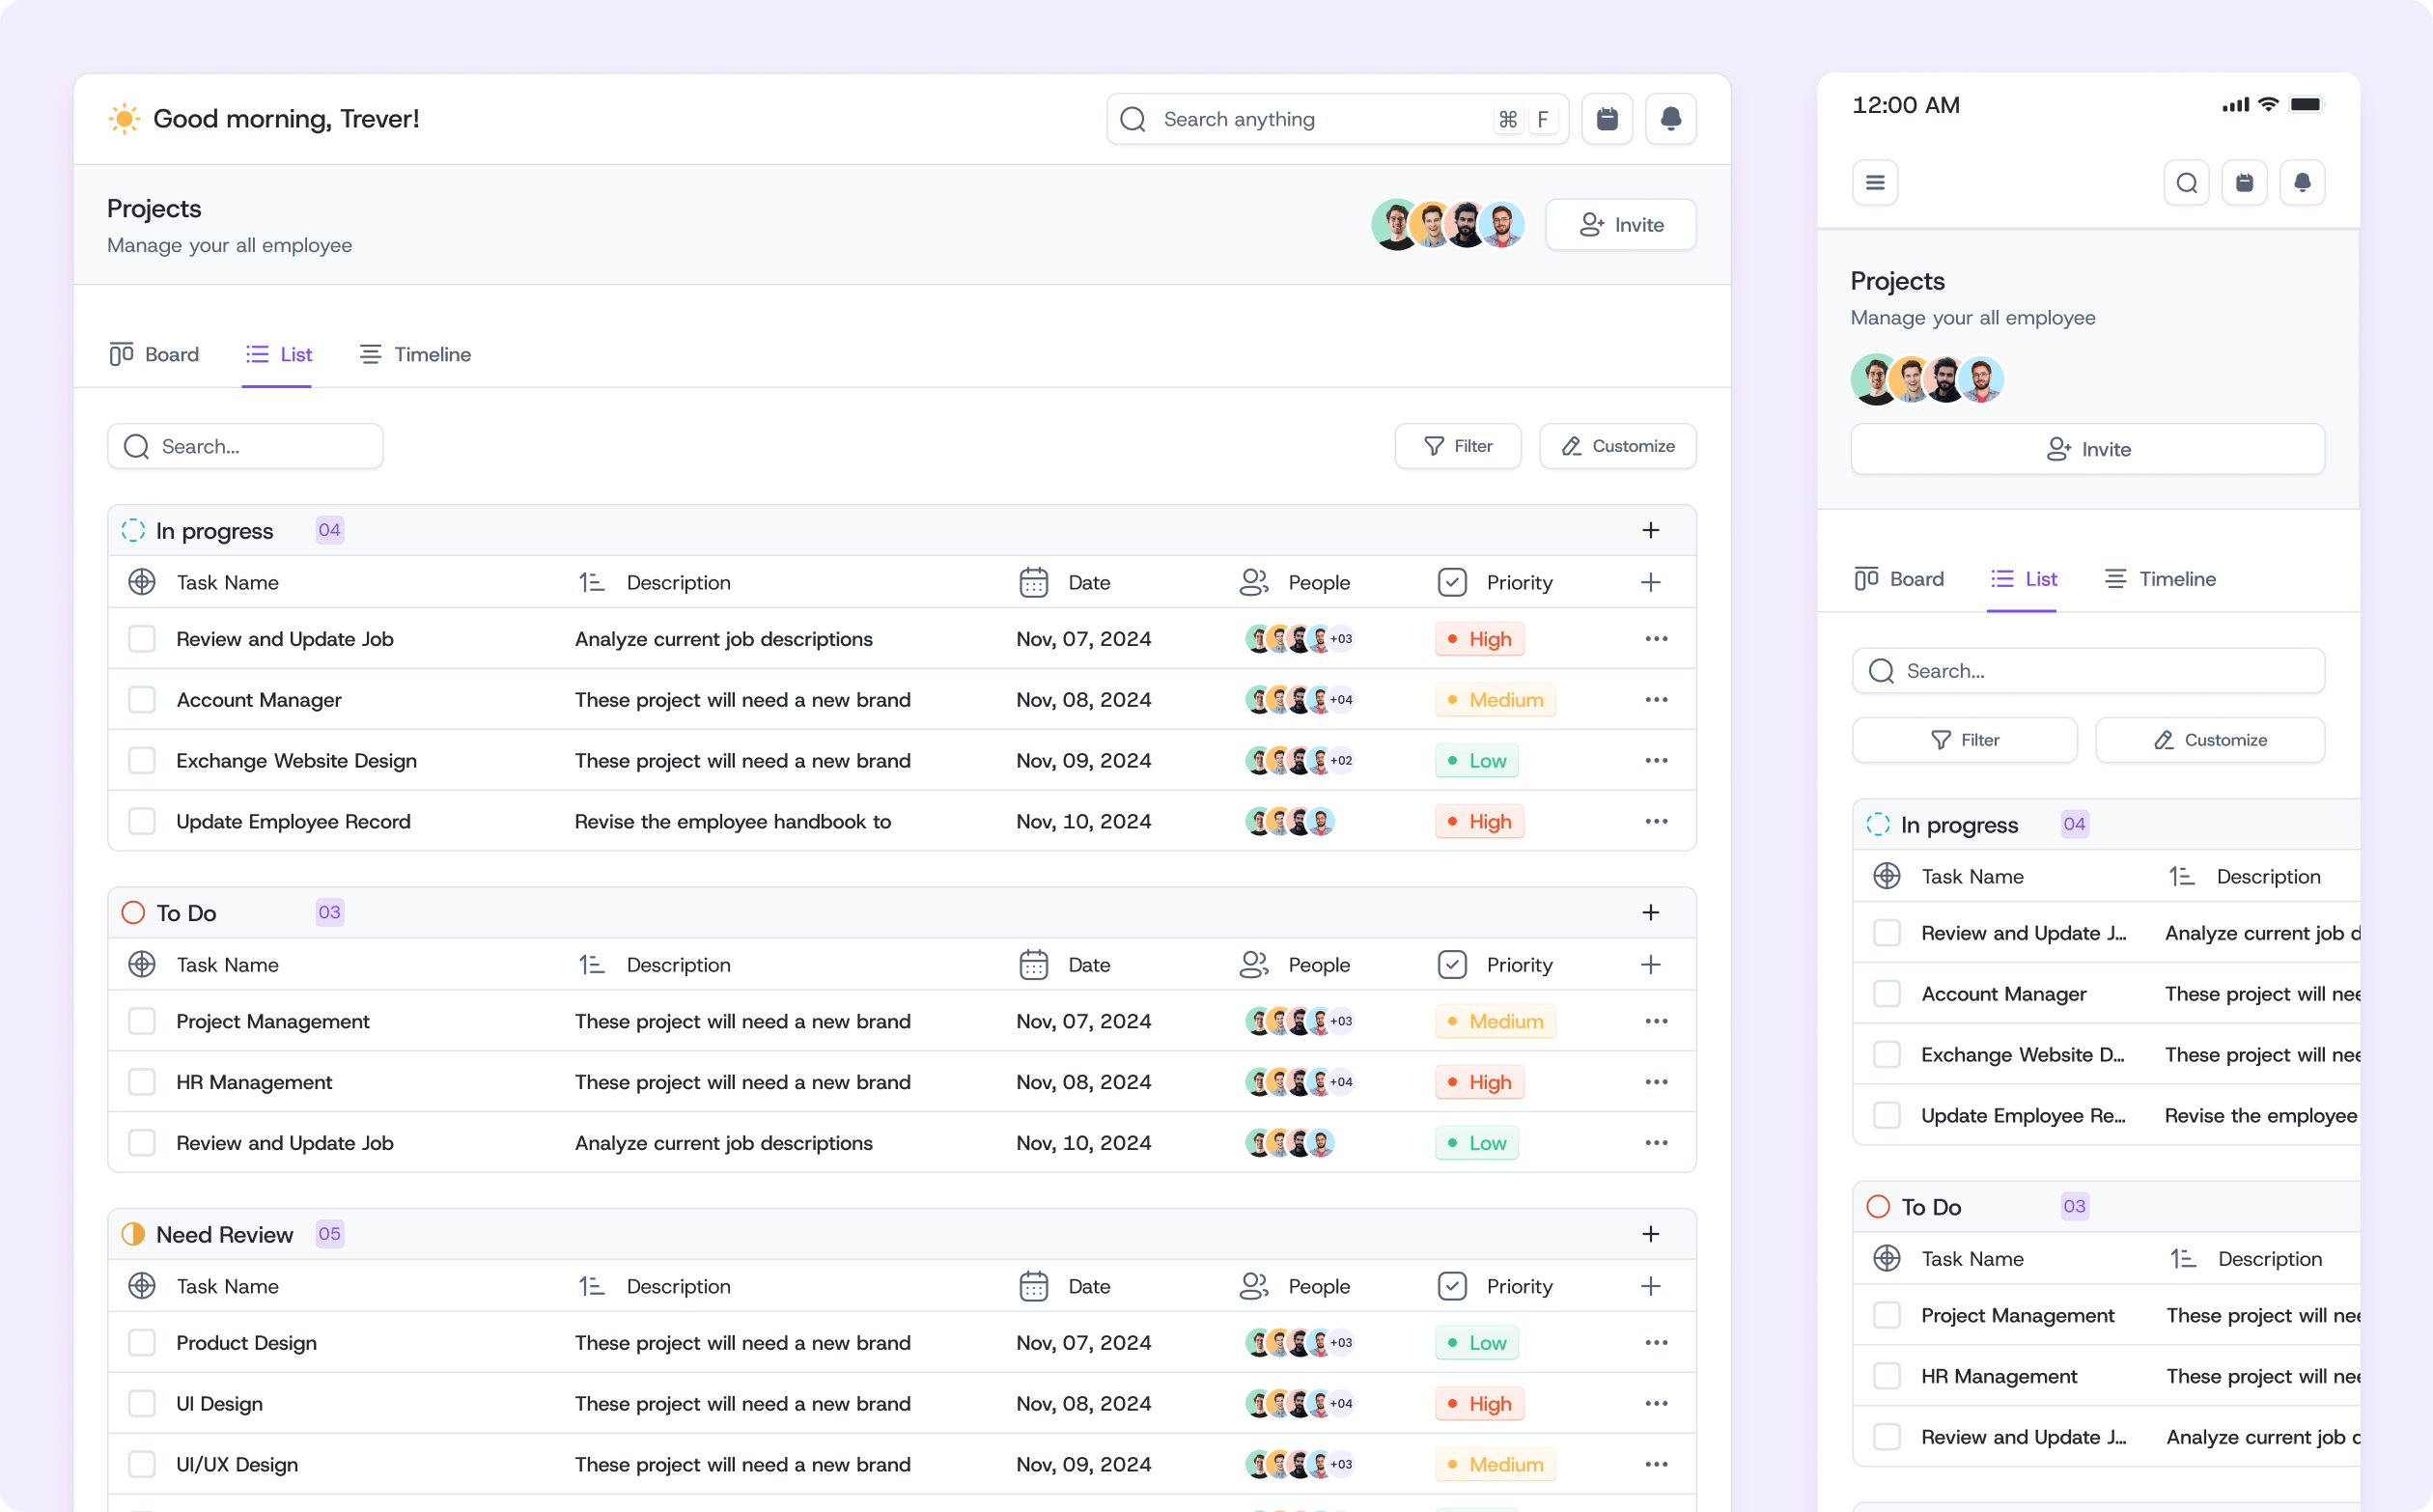 Good morning, Trever!
Search anything ⌘ F
Projects
Manage your all employee
Invite
Board List Timeline
Search...
Filter Customize
In progress 04
Task Name Description Date People Priority
Review and Update Job Analyze current job descriptions Nov, 07, 2024 +03 High
Account Manager These project will need a new brand Nov, 08, 2024 +04 Medium
Exchange Website Design These project will need a new brand Nov, 09, 2024 +02 Low
Update Employee Record Revise the employee handbook to Nov, 10, 2024 High
To Do 03
Task Name Description Date People Priority
Project Management These project will need a new brand Nov, 07, 2024 +03 Medium
HR Management These project will need a new brand Nov, 08, 2024 +04 High
Review and Update Job Analyze current job descriptions Nov, 10, 2024 Low
Need Review 05
Task Name Description Date People Priority
Product Design These project will need a new brand Nov, 07, 2024 +03 Low
UI Design These project will need a new brand Nov, 08, 2024 +04 High
UI/UX Design These project will need a new brand Nov, 09, 2024 +03 Medium
12:00 AM
Projects
Manage your all employee
Invite
Board List Timeline
Search...
Filter Customize
In progress 04
Task Name Description
Review and Update J... Analyze current job d
Account Manager These project will nee
Exchange Website D... These project will nee
Update Employee Re... Revise the employee
To Do 03
Task Name Description
Project Management These project will nee
HR Management These project will nee
Review and Update J... Analyze current job d